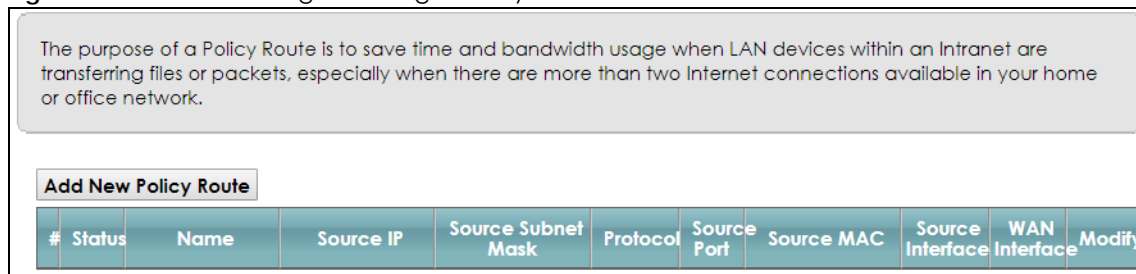 The purpose of a Policy Route is to save time and bandwidth usage when LAN devices within an Intranet are
transferring files or packets, especially when there are more than two Internet connections available in your home
or office network.
Add New Policy Route
# Status Name Source IP Source Subnet Mask Protocol Source Port Source MAC Source Interface WAN Interface Modify